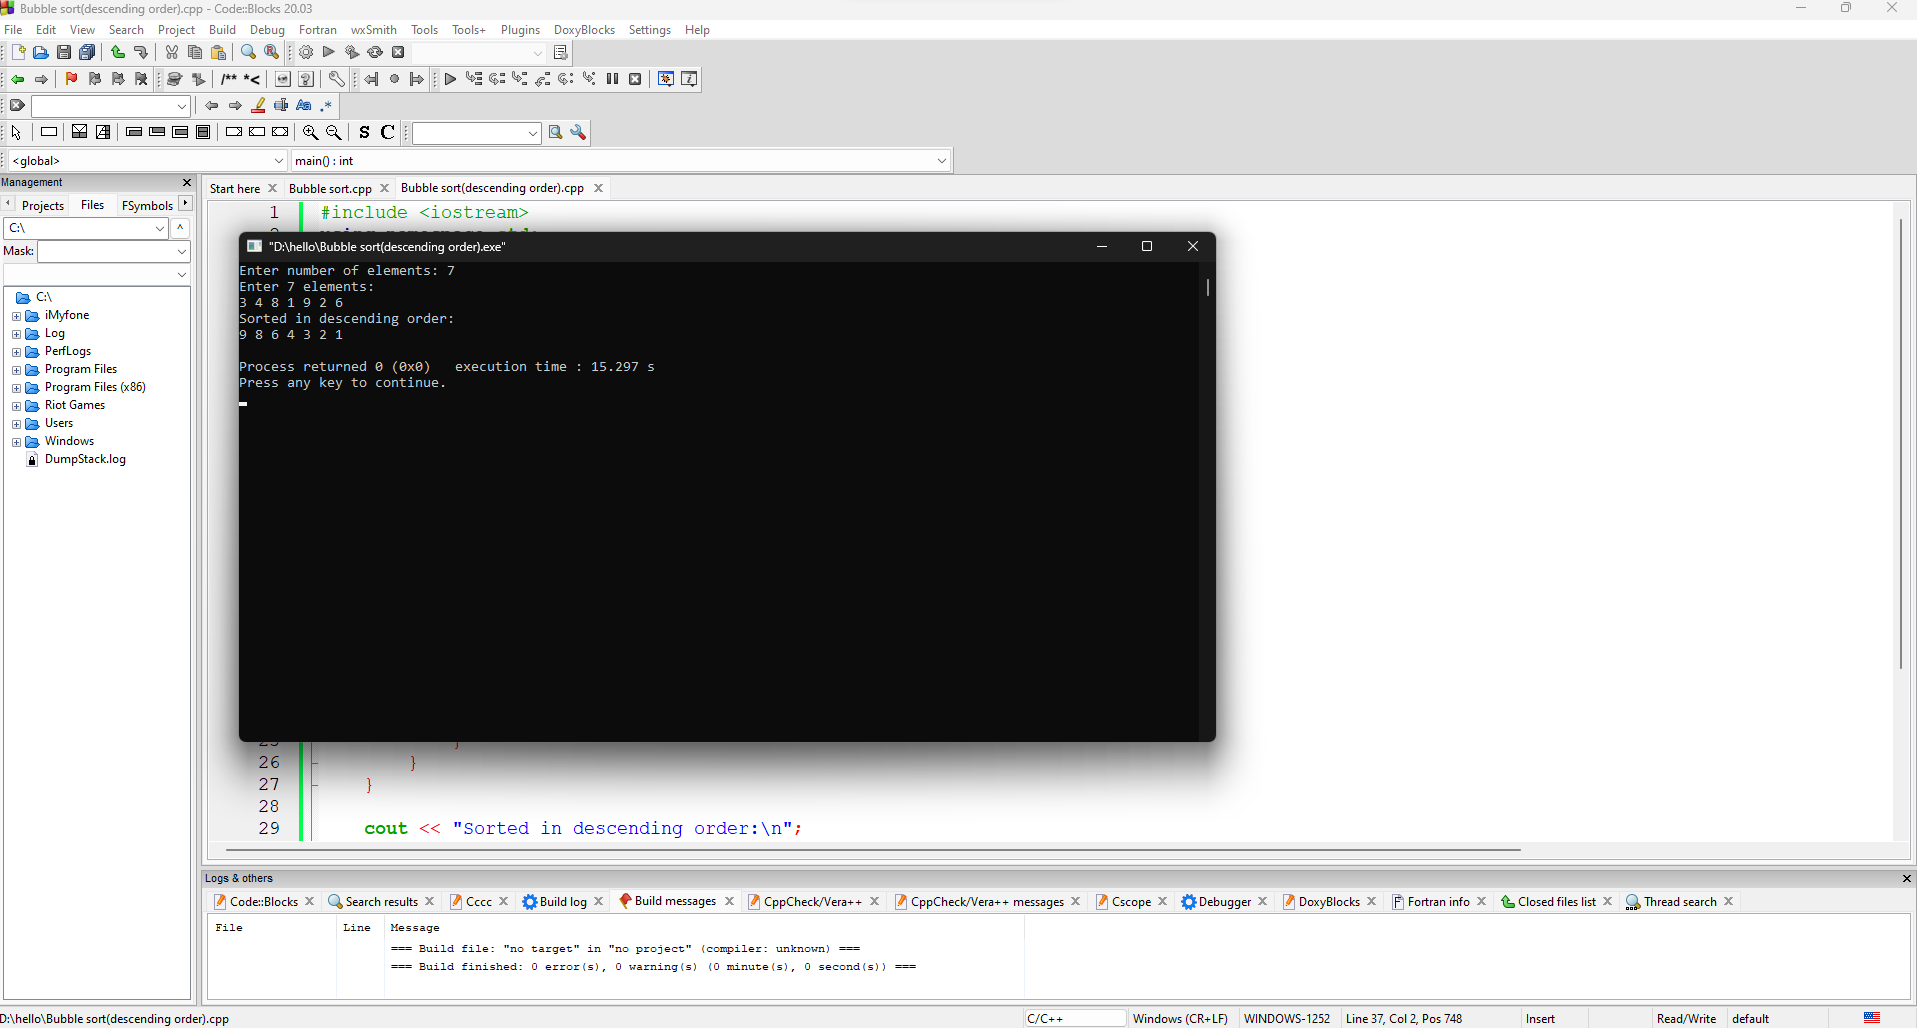 Bubble sort(descending order).cpp - Code::Blocks 20.03
File Edit View Search Project Build Debug Fortran wxSmith Tools Tools+ Plugins DoxyBlocks Settings Help
/** *<
Aa .*
S C
<global> main() : int
Management
Projects Files FSymbols
C:\
Mask:
C:\
iMyfone
Log
PerfLogs
Program Files
Program Files (x86)
Riot Games
Users
Windows
DumpStack.log
Start here Bubble sort.cpp Bubble sort(descending order).cpp
1 #include <iostream>
"D:\hello\Bubble sort(descending order).exe"
Enter number of elements: 7
Enter 7 elements:
3 4 8 1 9 2 6
Sorted in descending order:
9 8 6 4 3 2 1
Process returned 0 (0x0)   execution time : 15.297 s
Press any key to continue.
26 }
27 }
28
29 cout << "Sorted in descending order:\n";
Logs & others
Code::Blocks Search results Cccc Build log Build messages CppCheck/Vera++ CppCheck/Vera++ messages Cscope Debugger DoxyBlocks Fortran info Closed files list Thread search
File Line Message
=== Build file: "no target" in "no project" (compiler: unknown) ===
=== Build finished: 0 error(s), 0 warning(s) (0 minute(s), 0 second(s)) ===
D:\hello\Bubble sort(descending order).cpp C/C++ Windows (CR+LF) WINDOWS-1252 Line 37, Col 2, Pos 748 Insert Read/Write default